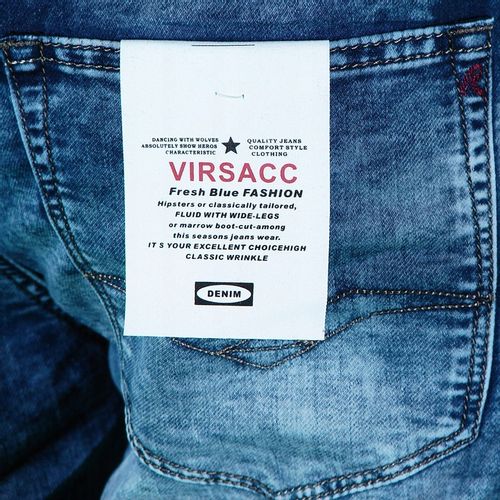 DANCING WITH WOLVES
ABSOLUTELY SHOW HEROS
CHARACTERISTIC
QUALITY JEANS
COMFORT STYLE
CLOTHING
VIRSACC
Fresh Blue FASHION
Hipsters or classically tailored,
FLUID WITH WIDE-LEGS
or marrow boot-cut-among
this seasons jeans wear.
IT S YOUR EXCELLENT CHOICEHIGH
CLASSIC WRINKLE
DENIM